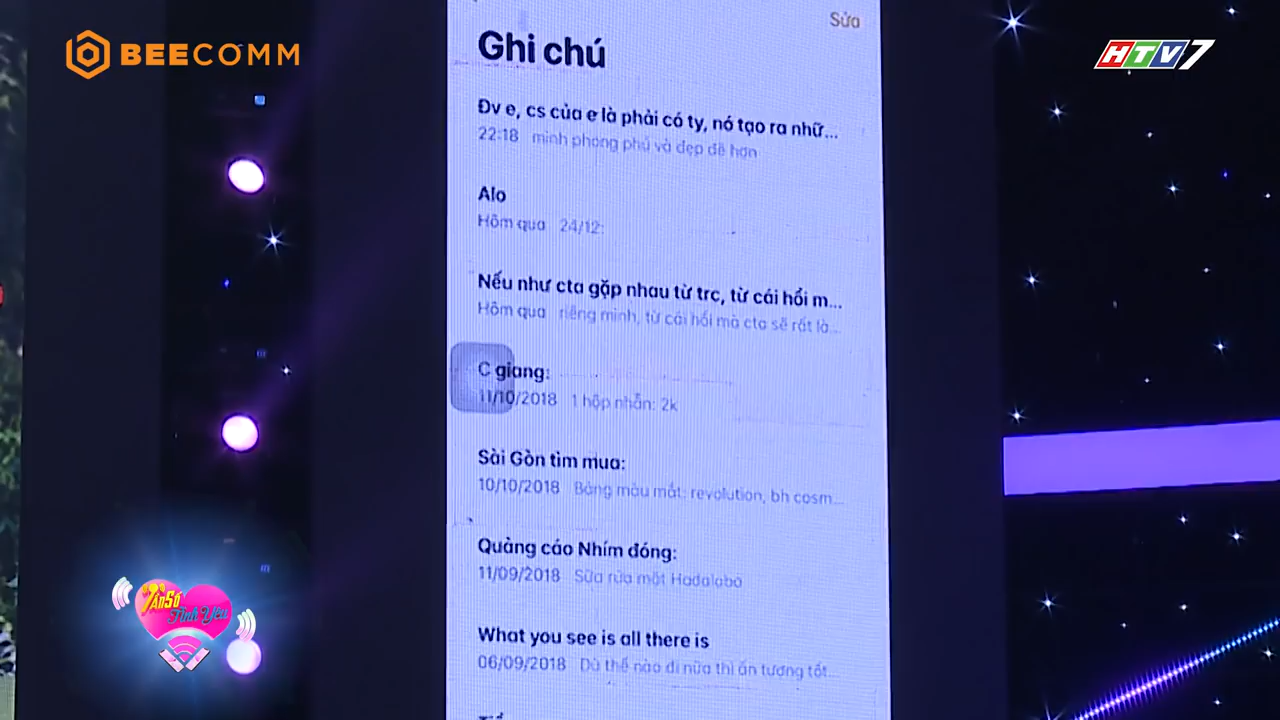 BEECOMM
HTV7
Sửa
Ghi chú
Đv e, cs của e là phải có ty, nó tạo ra nhữ...
22:18 mình phong phú và đẹp đẽ hơn
Alo
Hôm qua 24/12:
Nếu như cta gặp nhau từ trc, từ cái hồi m...
Hôm qua riêng mình, từ cái hồi mà cta sẽ rất là...
C giang:
11/10/2018 1 hộp nhẫn: 2k
Sài Gòn tìm mua:
10/10/2018 Bảng màu mắt: revolution, bh cosm...
Quảng cáo Nhím đóng:
11/09/2018 Sữa rửa mặt Hadalabo
What you see is all there is
06/09/2018 Dù thế nào đi nữa thì ấn tượng tốt...
Tần Số
Tình Yêu